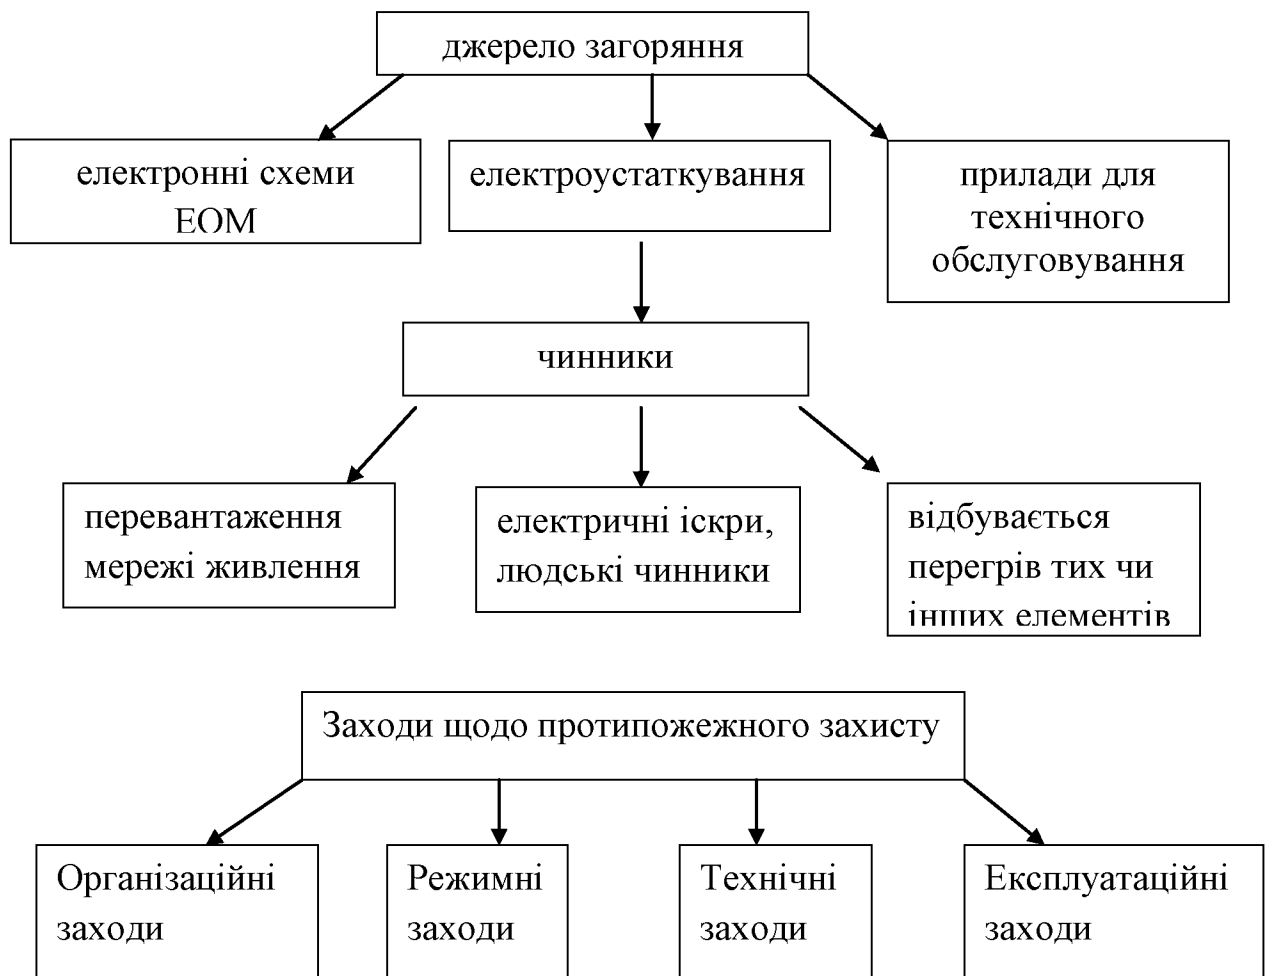 джерело загоряння
електронні схеми
ЕОМ
електроустаткування
прилади для
технічного
обслуговування
чинники
перевантаження
мережі живлення
електричні іскри,
людські чинники
відбувається
перегрів тих чи
інших елементів
Заходи щодо протипожежного захисту
Організаційні
заходи
Режимні
заходи
Технічні
заходи
Експлуатаційні
заходи